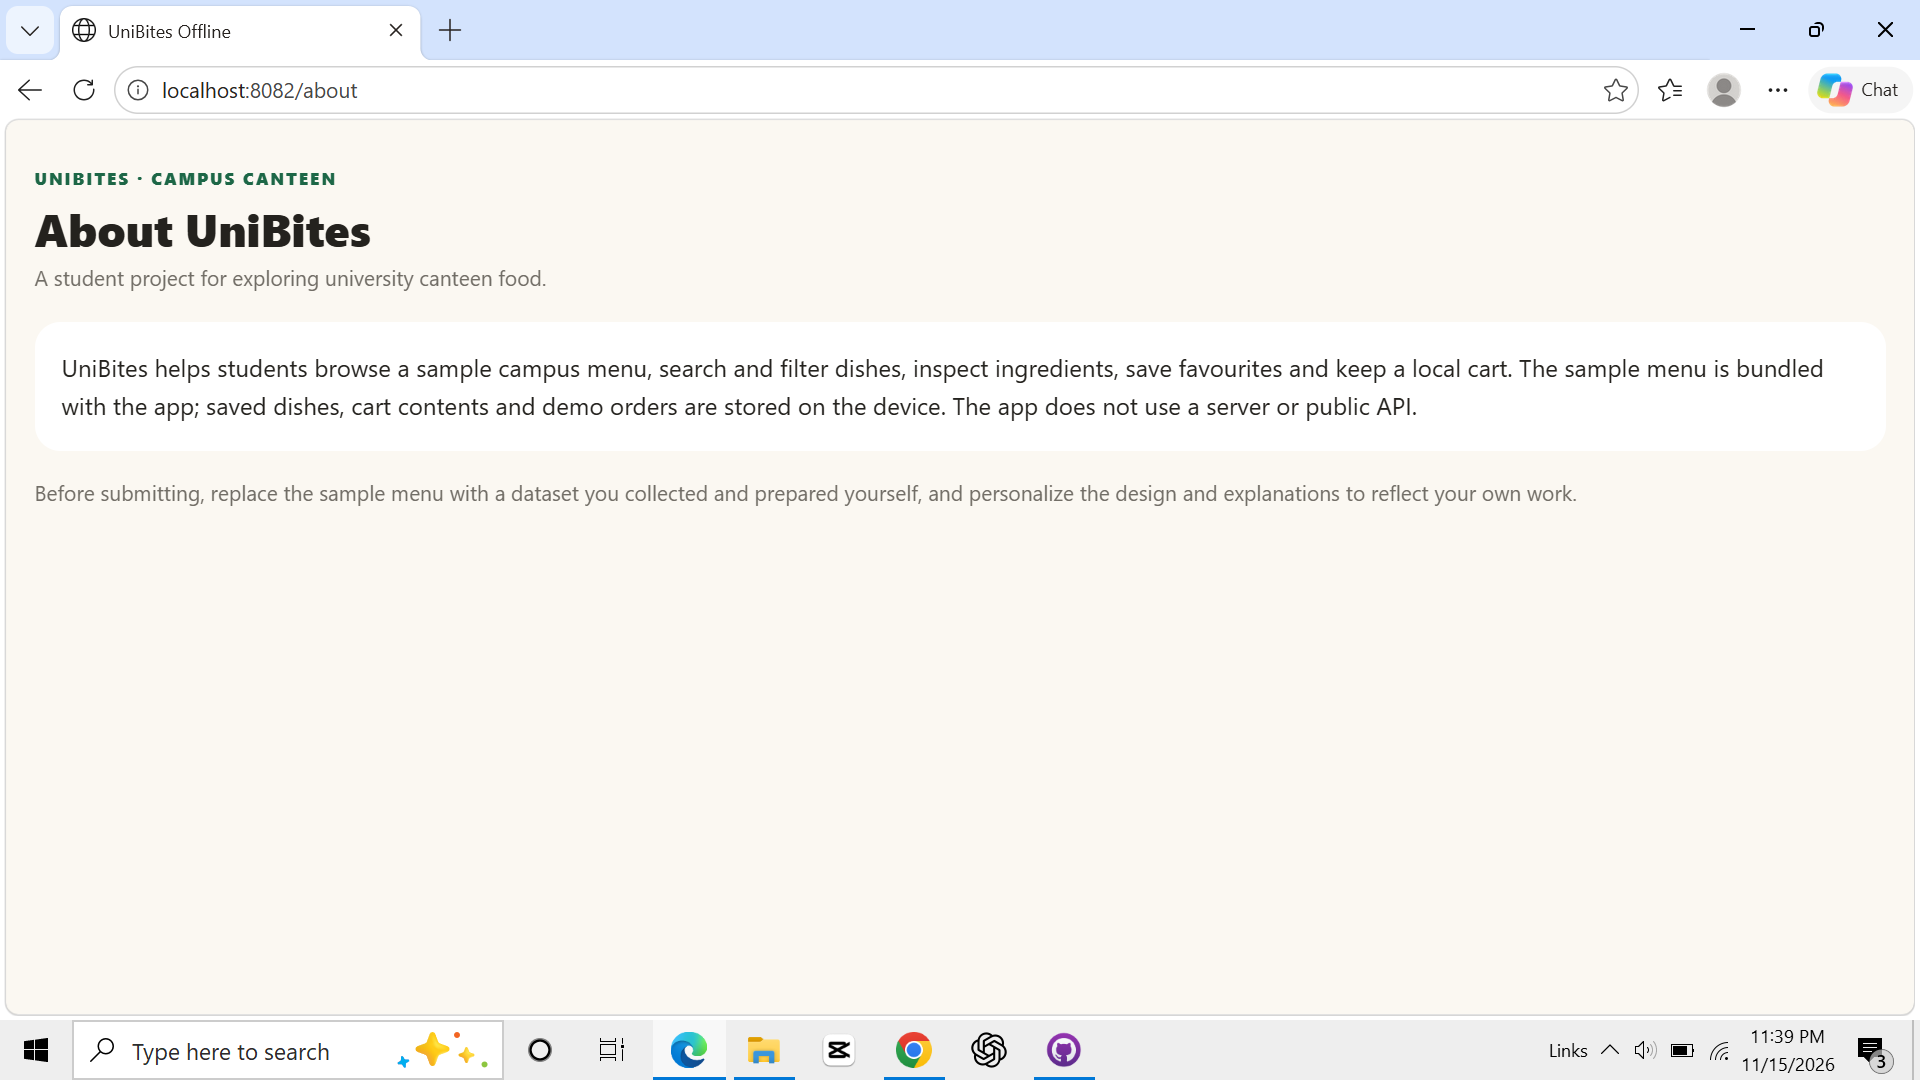 UniBites Offline
localhost:8082/about
Chat
UNIBITES · CAMPUS CANTEEN
About UniBites
A student project for exploring university canteen food.
UniBites helps students browse a sample campus menu, search and filter dishes, inspect ingredients, save favourites and keep a local cart. The sample menu is bundled
with the app; saved dishes, cart contents and demo orders are stored on the device. The app does not use a server or public API.
Before submitting, replace the sample menu with a dataset you collected and prepared yourself, and personalize the design and explanations to reflect your own work.
Type here to search
Links
11:39 PM
11/15/2026
3